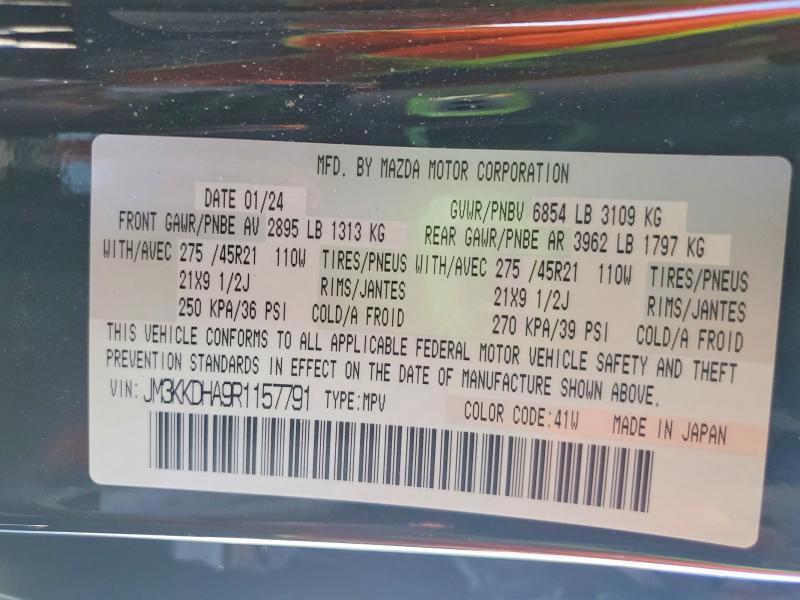 MFD. BY MAZDA MOTOR CORPORATION
DATE 01/24 GVWR/PNBV 6854 LB 3109 KG
FRONT GAWR/PNBE AV 2895 LB 1313 KG REAR GAWR/PNBE AR 3962 LB 1797 KG
WITH/AVEC 275 /45R21 110W TIRES/PNEUS WITH/AVEC 275 /45R21 110W TIRES/PNEUS
21X9 1/2J RIMS/JANTES 21X9 1/2J RIMS/JANTES
250 KPA/36 PSI COLD/A FROID 270 KPA/39 PSI COLD/A FROID
THIS VEHICLE CONFORMS TO ALL APPLICABLE FEDERAL MOTOR VEHICLE SAFETY AND THEFT
PREVENTION STANDARDS IN EFFECT ON THE DATE OF MANUFACTURE SHOWN ABOVE.
VIN: JM3KKDHA9R1157791 TYPE:MPV COLOR CODE:41W MADE IN JAPAN